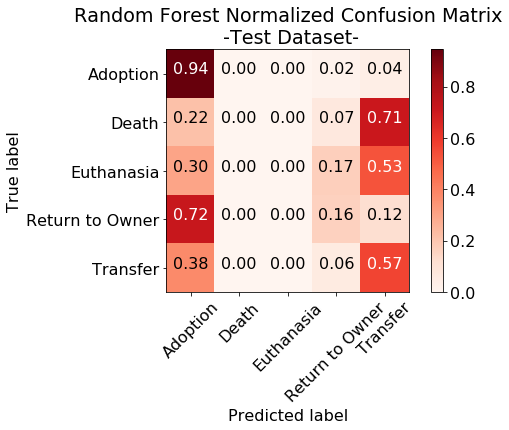 Random Forest Normalized Confusion Matrix
-Test Dataset-
True label
Adoption 0.94 0.00 0.00 0.02 0.04
Death 0.22 0.00 0.00 0.07 0.71
Euthanasia 0.30 0.00 0.00 0.17 0.53
Return to Owner 0.72 0.00 0.00 0.16 0.12
Transfer 0.38 0.00 0.00 0.06 0.57
Adoption Death Euthanasia Return to Owner Transfer
Predicted label
0.8
0.6
0.4
0.2
0.0